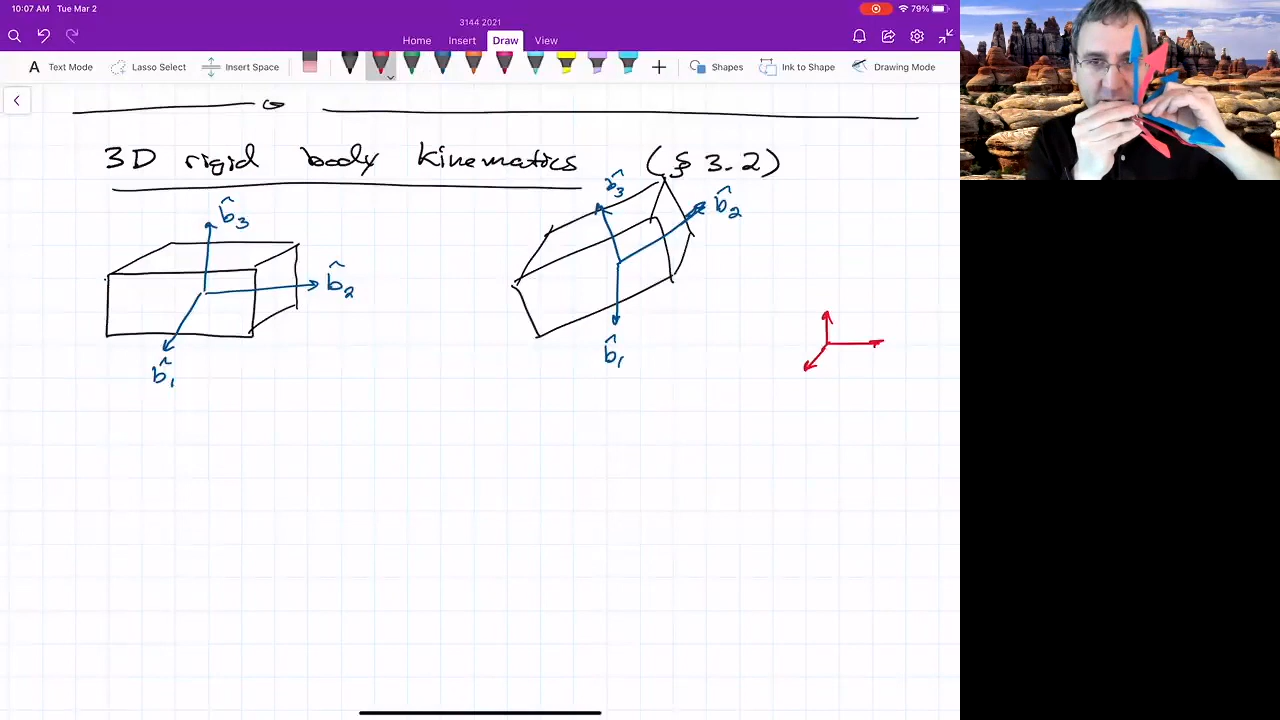 10:07 AM Tue Mar 2
79%
3144 2021
Home Insert Draw View
Text Mode Lasso Select Insert Space Shapes Ink to Shape Drawing Mode
3D rigid body kinematics (§ 3.2)
b̂3
b̂3
b̂2
b̂2
b̂1
b̂1